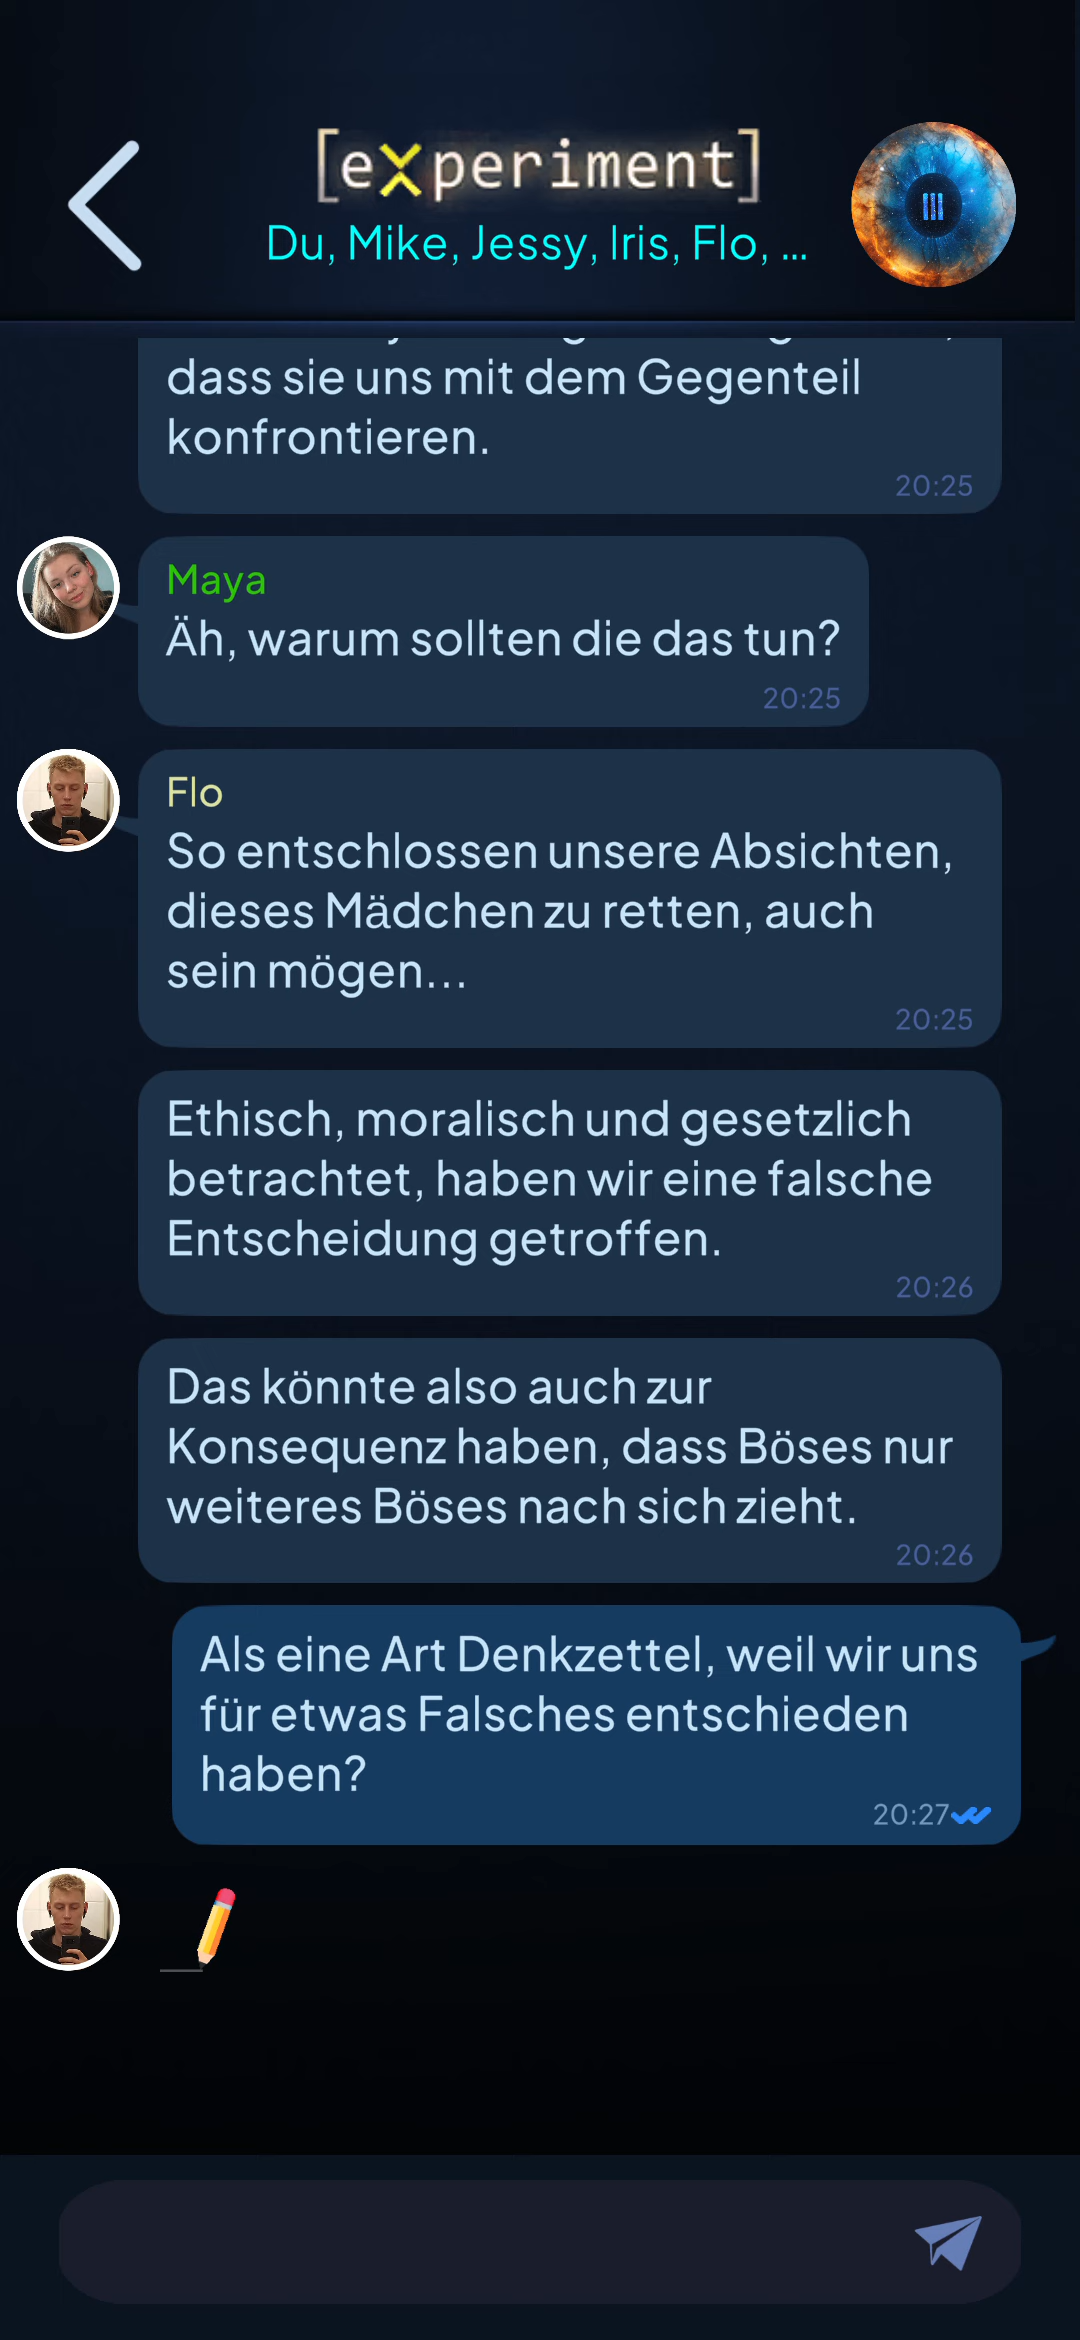 [experiment]
Du, Mike, Jessy, Iris, Flo, ...
dass sie uns mit dem Gegenteil
konfrontieren.
20:25
Maya
Äh, warum sollten die das tun?
20:25
Flo
So entschlossen unsere Absichten,
dieses Mädchen zu retten, auch
sein mögen...
20:25
Ethisch, moralisch und gesetzlich
betrachtet, haben wir eine falsche
Entscheidung getroffen.
20:26
Das könnte also auch zur
Konsequenz haben, dass Böses nur
weiteres Böses nach sich zieht.
20:26
Als eine Art Denkzettel, weil wir uns
für etwas Falsches entschieden
haben?
20:27